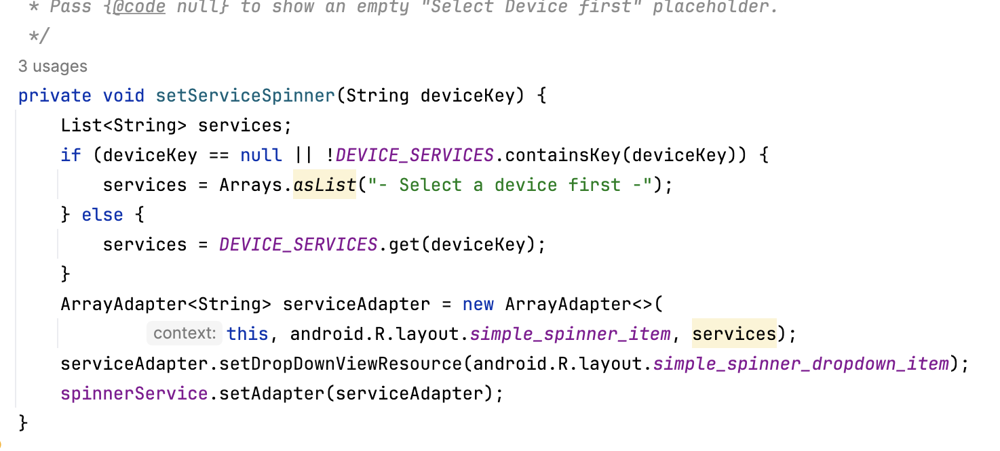 * Pass {@code null} to show an empty "Select Device first" placeholder.
*/
3 usages
private void setServiceSpinner(String deviceKey) {
List<String> services;
if (deviceKey == null || !DEVICE_SERVICES.containsKey(deviceKey)) {
services = Arrays.asList("- Select a device first -");
} else {
services = DEVICE_SERVICES.get(deviceKey);
}
ArrayAdapter<String> serviceAdapter = new ArrayAdapter<>(
context: this, android.R.layout.simple_spinner_item, services);
serviceAdapter.setDropDownViewResource(android.R.layout.simple_spinner_dropdown_item);
spinnerService.setAdapter(serviceAdapter);
}